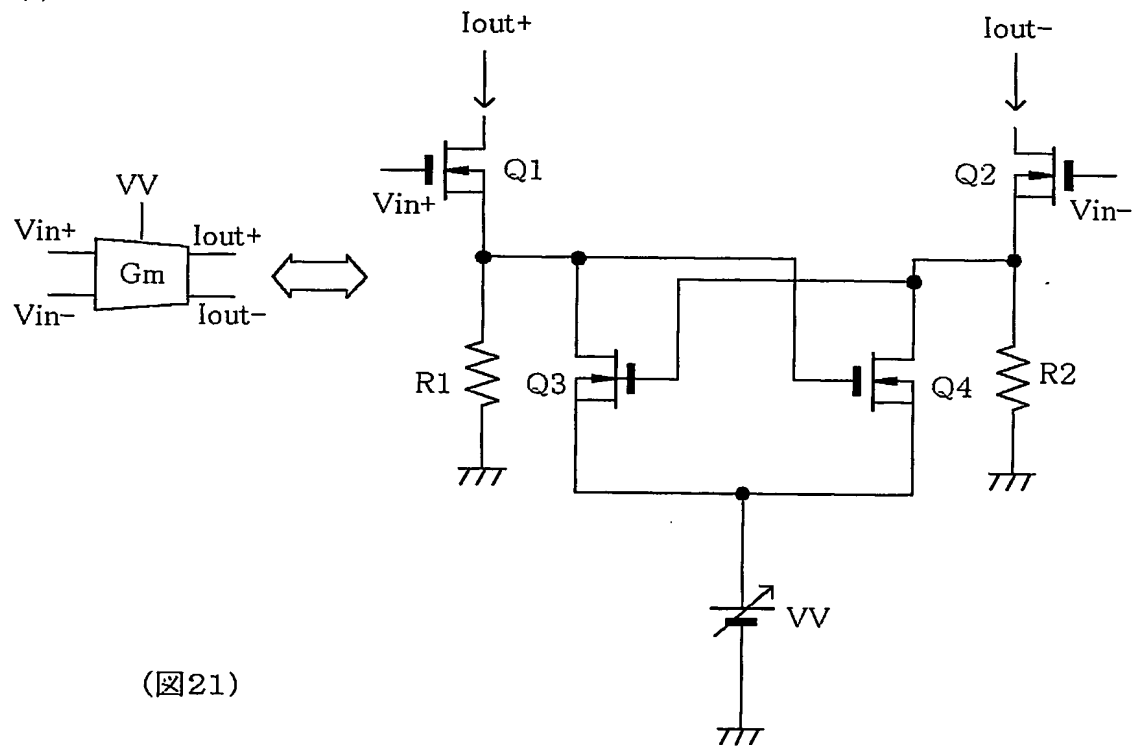 Iout+
Iout−
Q1
Q2
Vin+
Vin−
VV
Vin+
Iout+
Gm
Vin−
Iout−
R1
Q3
Q4
R2
VV
(図21)